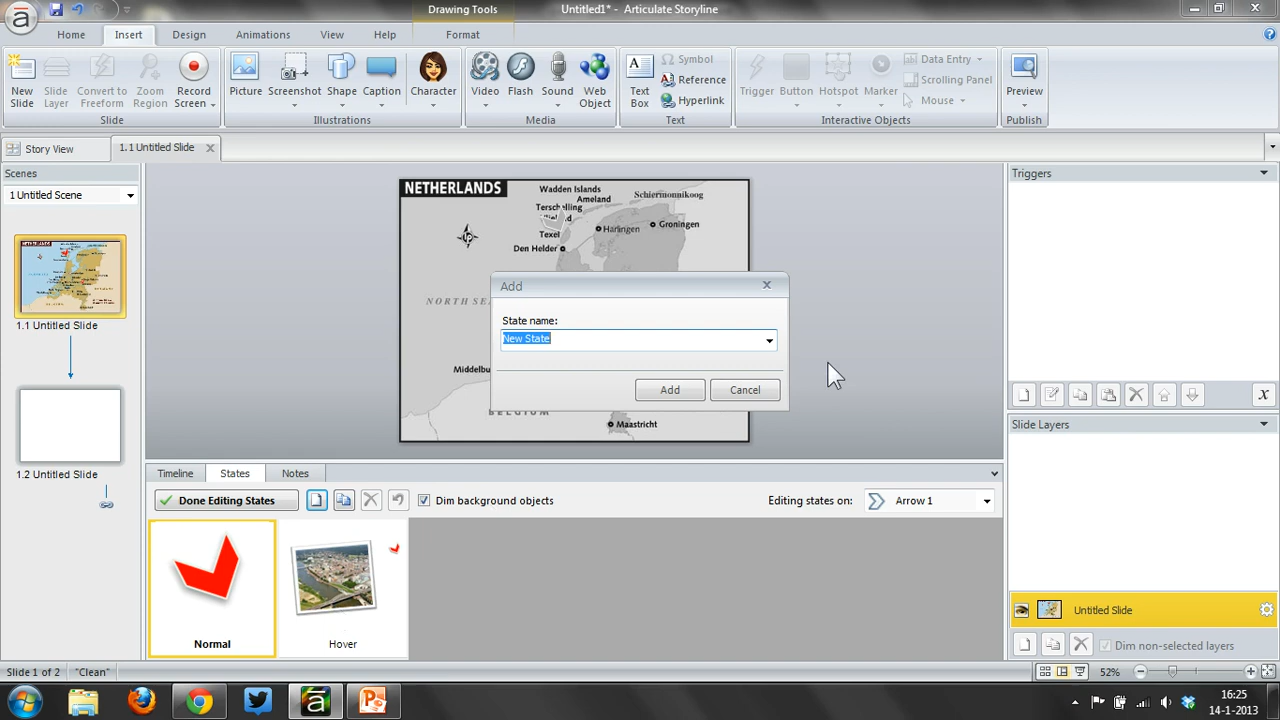 Drawing Tools
Untitled1* - Articulate Storyline
Home Insert Design Animations View Help Format
New Slide
Slide Layer
Convert to Freeform
Zoom Region
Record Screen
Slide
Picture
Screenshot
Shape
Caption
Character
Illustrations
Video
Flash
Sound
Web Object
Media
Text Box
Symbol
Reference
Hyperlink
Text
Trigger
Button
Hotspot
Marker
Data Entry
Scrolling Panel
Mouse
Interactive Objects
Preview
Publish
Story View
1.1 Untitled Slide
Scenes
1 Untitled Scene
1.1 Untitled Slide
1.2 Untitled Slide
NETHERLANDS
Wadden Islands
Ameland
Schiermonnikoog
Terschelling
Texel
Harlingen
Groningen
Den Helder
NORTH SE
Middelbu
BELGIUM
Maastricht
Add
State name:
New State
Add
Cancel
Triggers
x
Slide Layers
Untitled Slide
Dim non-selected layers
Timeline States Notes
Done Editing States
Dim background objects
Editing states on:
Arrow 1
Normal
Hover
Slide 1 of 2
"Clean"
52%
16:25
14-1-2013